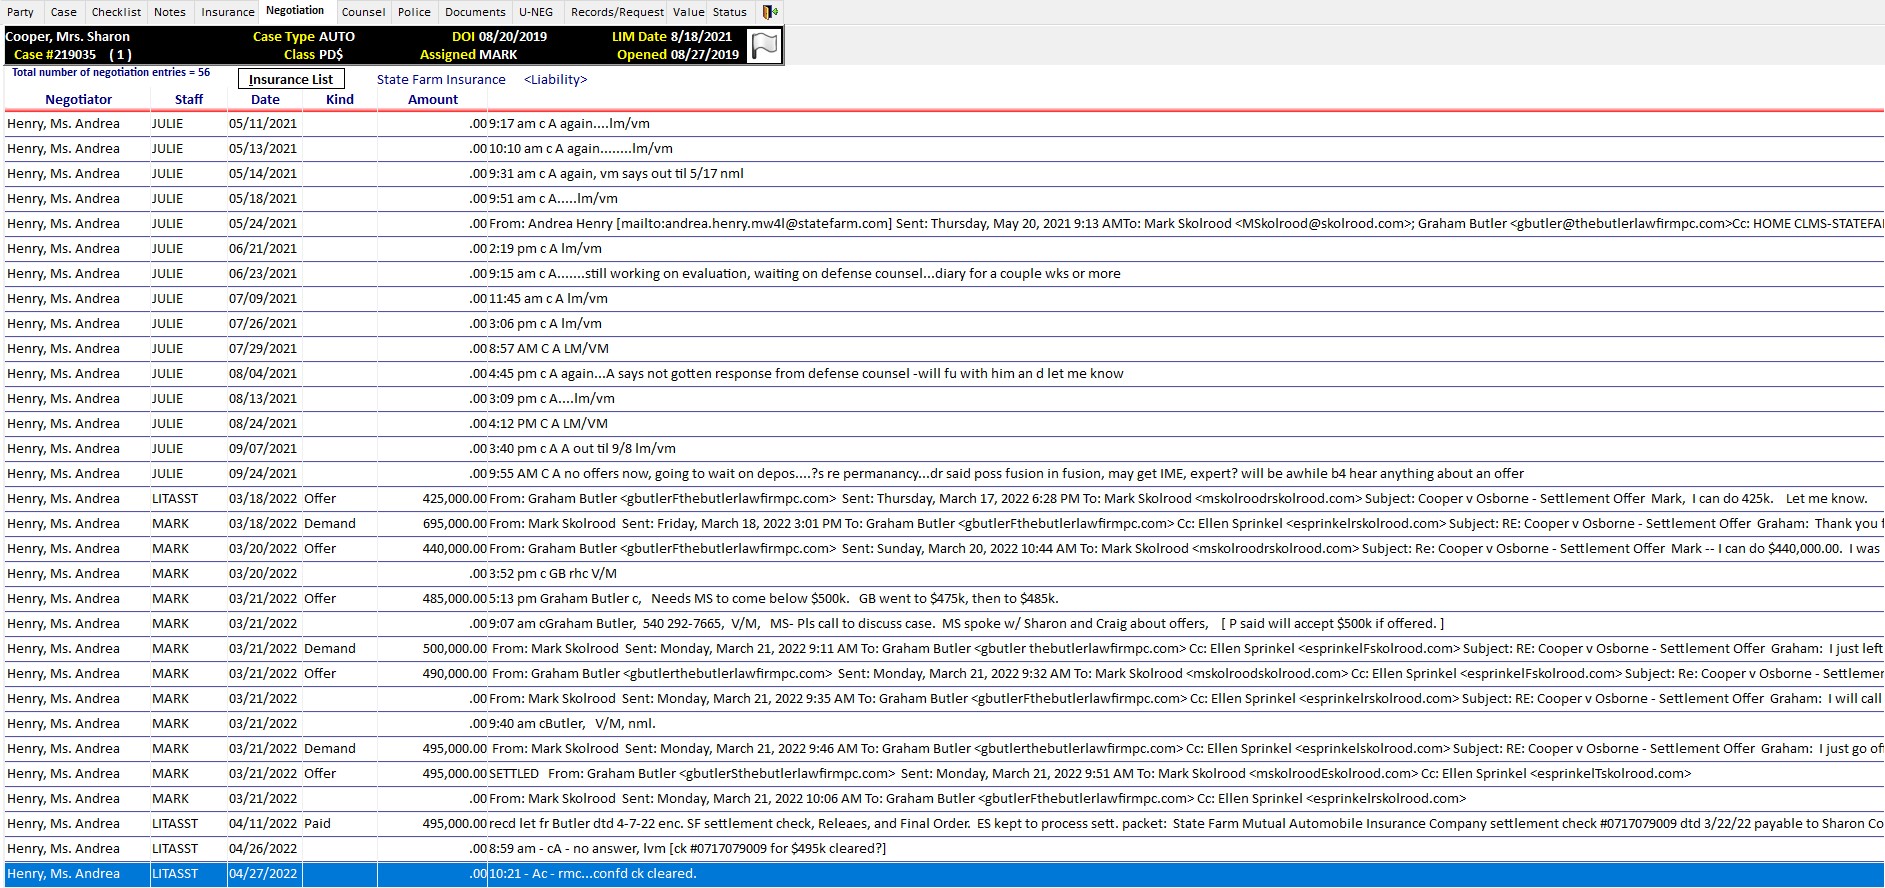 Party Case Checklist Notes Insurance Negotiation Counsel Police Documents U-NEG Records/Request Value Status
Cooper, Mrs. Sharon Case Type AUTO DOI 08/20/2019 LIM Date 8/18/2021
Case #219035 ( 1 ) Class PD$ Assigned MARK Opened 08/27/2019
Total number of negotiation entries = 56 Insurance List State Farm Insurance <Liability>
Negotiator Staff Date Kind Amount
Henry, Ms. Andrea JULIE 05/11/2021 .00 9:17 am c A again....lm/vm
Henry, Ms. Andrea JULIE 05/13/2021 .00 10:10 am c A again........lm/vm
Henry, Ms. Andrea JULIE 05/14/2021 .00 9:31 am c A again, vm says out til 5/17 nml
Henry, Ms. Andrea JULIE 05/18/2021 .00 9:51 am c A.....lm/vm
Henry, Ms. Andrea JULIE 05/24/2021 .00 From: Andrea Henry [mailto:andrea.henry.mw4l@statefarm.com] Sent: Thursday, May 20, 2021 9:13 AMTo: Mark Skolrood <MSkolrood@skolrood.com>; Graham Butler <gbutler@thebutlerlawfirmpc.com>Cc: HOME CLMS-STATEFA
Henry, Ms. Andrea JULIE 06/21/2021 .00 2:19 pm c A lm/vm
Henry, Ms. Andrea JULIE 06/23/2021 .00 9:15 am c A.......still working on evaluation, waiting on defense counsel...diary for a couple wks or more
Henry, Ms. Andrea JULIE 07/09/2021 .00 11:45 am c A lm/vm
Henry, Ms. Andrea JULIE 07/26/2021 .00 3:06 pm c A lm/vm
Henry, Ms. Andrea JULIE 07/29/2021 .00 8:57 AM C A LM/VM
Henry, Ms. Andrea JULIE 08/04/2021 .00 4:45 pm c A again...A says not gotten response from defense counsel -will fu with him an d let me know
Henry, Ms. Andrea JULIE 08/13/2021 .00 3:09 pm c A....lm/vm
Henry, Ms. Andrea JULIE 08/24/2021 .00 4:12 PM C A LM/VM
Henry, Ms. Andrea JULIE 09/07/2021 .00 3:40 pm c A A out til 9/8 lm/vm
Henry, Ms. Andrea JULIE 09/24/2021 .00 9:55 AM C A no offers now, going to wait on depos....?s re permanancy...dr said poss fusion in fusion, may get IME, expert? will be awhile b4 hear anything about an offer
Henry, Ms. Andrea LITASST 03/18/2022 Offer 425,000.00 From: Graham Butler <gbutlerFthebutlerlawfirmpc.com> Sent: Thursday, March 17, 2022 6:28 PM To: Mark Skolrood <mskolroodrskolrood.com> Subject: Cooper v Osborne - Settlement Offer Mark, I can do 425k. Let me know.
Henry, Ms. Andrea MARK 03/18/2022 Demand 695,000.00 From: Mark Skolrood Sent: Friday, March 18, 2022 3:01 PM To: Graham Butler <gbutlerFthebutlerlawfirmpc.com> Cc: Ellen Sprinkel <esprinkelrskolrood.com> Subject: RE: Cooper v Osborne - Settlement Offer Graham: Thank you f
Henry, Ms. Andrea MARK 03/20/2022 Offer 440,000.00 From: Graham Butler <gbutlerFthebutlerlawfirmpc.com> Sent: Sunday, March 20, 2022 10:44 AM To: Mark Skolrood <mskolroodrskolrood.com> Subject: Re: Cooper v Osborne - Settlement Offer Mark -- I can do $440,000.00. I was
Henry, Ms. Andrea MARK 03/20/2022 .00 3:52 pm c GB rhc V/M
Henry, Ms. Andrea MARK 03/21/2022 Offer 485,000.00 5:13 pm Graham Butler c, Needs MS to come below $500k. GB went to $475k, then to $485k.
Henry, Ms. Andrea MARK 03/21/2022 .00 9:07 am cGraham Butler, 540 292-7665, V/M, MS- Pls call to discuss case. MS spoke w/ Sharon and Craig about offers, [ P said will accept $500k if offered. ]
Henry, Ms. Andrea MARK 03/21/2022 Demand 500,000.00 From: Mark Skolrood Sent: Monday, March 21, 2022 9:11 AM To: Graham Butler <gbutler thebutlerlawfirmpc.com> Cc: Ellen Sprinkel <esprinkelFskolrood.com> Subject: RE: Cooper v Osborne - Settlement Offer Graham: I just left
Henry, Ms. Andrea MARK 03/21/2022 Offer 490,000.00 From: Graham Butler <gbutlerthebutlerlawfirmpc.com> Sent: Monday, March 21, 2022 9:32 AM To: Mark Skolrood <mskolroodskolrood.com> Cc: Ellen Sprinkel <esprinkelFskolrood.com> Subject: Re: Cooper v Osborne - Settlemer
Henry, Ms. Andrea MARK 03/21/2022 .00 From: Mark Skolrood Sent: Monday, March 21, 2022 9:35 AM To: Graham Butler <gbutlerFthebutlerlawfirmpc.com> Cc: Ellen Sprinkel <esprinkelrskolrood.com> Subject: RE: Cooper v Osborne - Settlement Offer Graham: I will call
Henry, Ms. Andrea MARK 03/21/2022 .00 9:40 am cButler, V/M, nml.
Henry, Ms. Andrea MARK 03/21/2022 Demand 495,000.00 From: Mark Skolrood Sent: Monday, March 21, 2022 9:46 AM To: Graham Butler <gbutlerthebutlerlawfirmpc.com> Cc: Ellen Sprinkel <esprinkelskolrood.com> Subject: RE: Cooper v Osborne - Settlement Offer Graham: I just go of
Henry, Ms. Andrea MARK 03/21/2022 Offer 495,000.00 SETTLED From: Graham Butler <gbutlerSthebutlerlawfirmpc.com> Sent: Monday, March 21, 2022 9:51 AM To: Mark Skolrood <mskolroodEskolrood.com> Cc: Ellen Sprinkel <esprinkelTskolrood.com>
Henry, Ms. Andrea MARK 03/21/2022 .00 From: Mark Skolrood Sent: Monday, March 21, 2022 10:06 AM To: Graham Butler <gbutlerFthebutlerlawfirmpc.com> Cc: Ellen Sprinkel <esprinkelrskolrood.com>
Henry, Ms. Andrea LITASST 04/11/2022 Paid 495,000.00 recd let fr Butler dtd 4-7-22 enc. SF settlement check, Releaes, and Final Order. ES kept to process sett. packet: State Farm Mutual Automobile Insurance Company settlement check #0717079009 dtd 3/22/22 payable to Sharon Co
Henry, Ms. Andrea LITASST 04/26/2022 .00 8:59 am - cA - no answer, lvm [ck #0717079009 for $495k cleared?]
Henry, Ms. Andrea LITASST 04/27/2022 .00 10:21 - Ac - rmc...confd ck cleared.